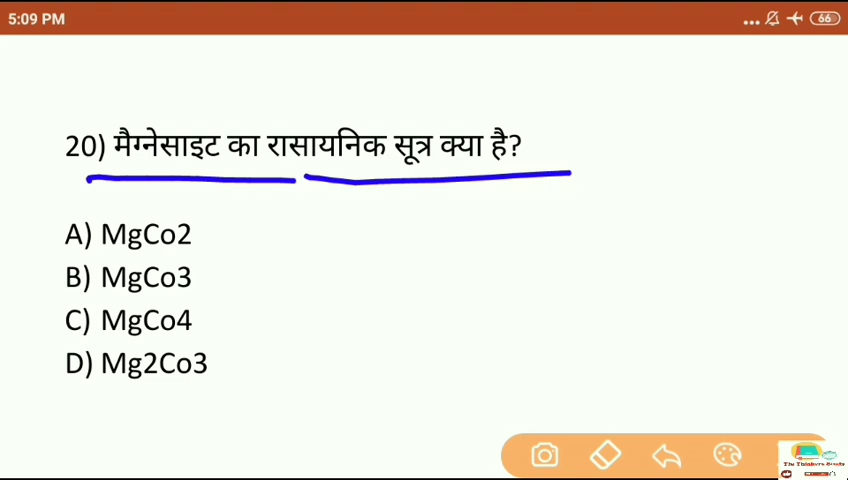 5:09 PM
66
20) मैग्नेसाइट का रासायनिक सूत्र क्या है?
A) MgCo2
B) MgCo3
C) MgCo4
D) Mg2Co3